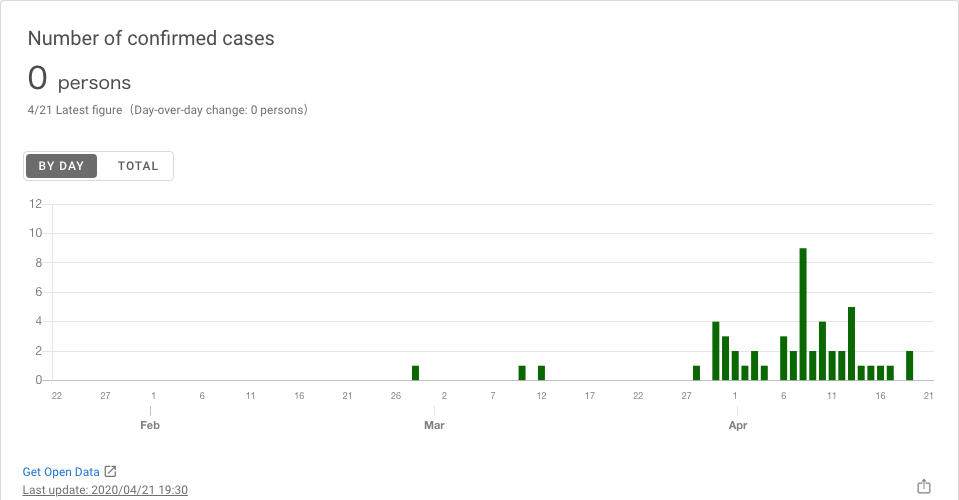 Number of confirmed cases
0 persons
4/21 Latest figure（Day-over-day change: 0 persons）
BY DAY TOTAL
12
10
8
6
4
2
0
22 27 1 6 11 16 21 26 2 7 12 17 22 27 1 6 11 16 21
Feb Mar Apr
Get Open Data
Last update: 2020/04/21 19:30